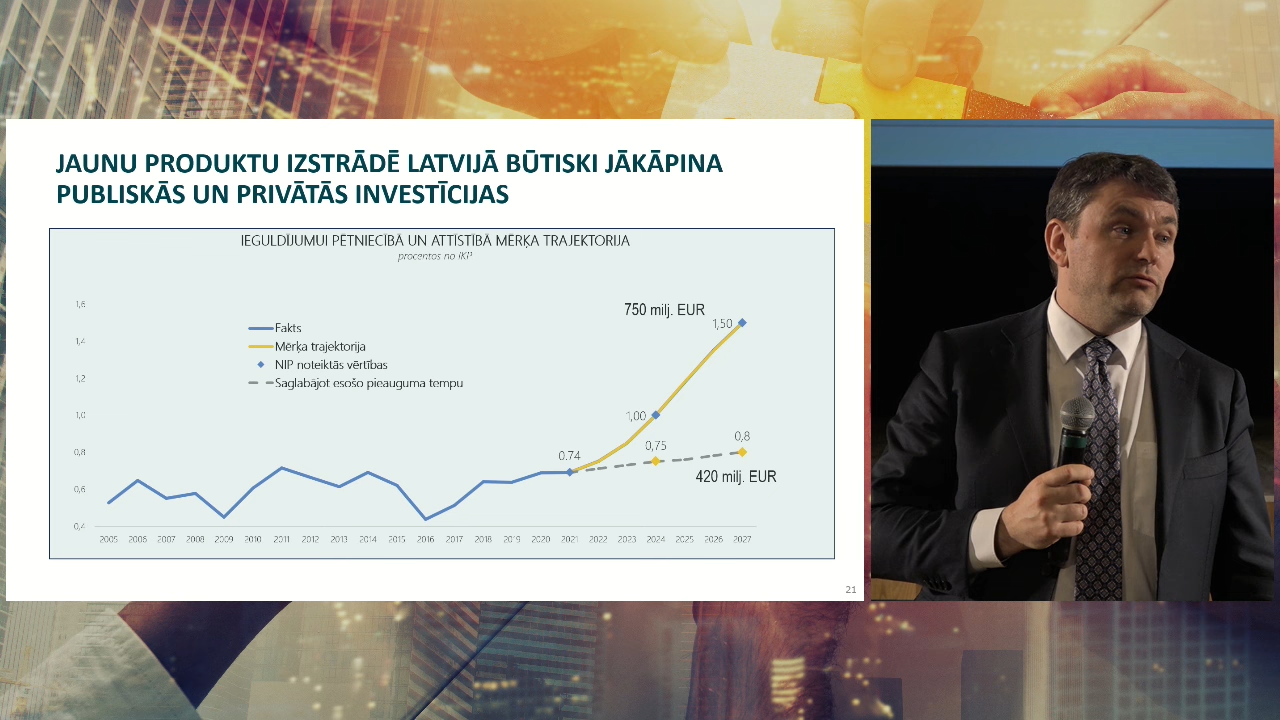 JAUNU PRODUKTU IZSTRĀDĒ LATVIJĀ BŪTISKI JĀKĀPINA
PUBLISKĀS UN PRIVĀTĀS INVESTĪCIJAS
IEGULDĪJUMUI PĒTNIECĪBĀ UN ATTĪSTĪBĀ MĒRĶA TRAJEKTORIJA
procentos no IKP
1,6
1,4
1,2
1,0
0,8
0,6
0,4
Fakts
Mērķa trajektorija
NIP noteiktās vērtības
Saglabājot esošo pieauguma tempu
750 milj. EUR
1,50
1,00
0.74
0,75
0,8
420 milj. EUR
2005 2006 2007 2008 2009 2010 2011 2012 2013 2014 2015 2016 2017 2018 2019 2020 2021 2022 2023 2024 2025 2026 2027
21